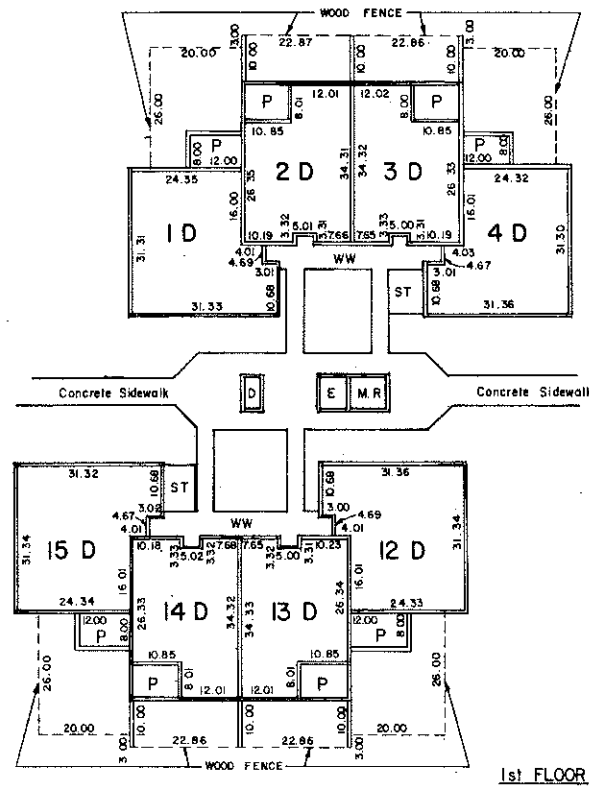 WOOD FENCE
20.00 13.00 10.00 22.87 22.86 10.00 3.00 20.00
26.00 P 8.01 12.01 12.02 8.00 P 26.00
10.85 10.85
P 8.00 12.00 P 12.00 8.00
24.35 2 D 3 D 24.32
16.00 26.35 34.31 34.32 26.33 16.01
1 D 4 D
31.31 10.19 3.32 5.01 3.31 7.66 7.65 3.33 5.00 3.31 10.19 31.30
4.01 WW 4.03
4.69 3.01 3.01 4.67
10.68 ST 10.68
31.33 31.36
Concrete Sidewalk D E M.R Concrete Sidewalk
31.32 31.36
10.68 ST 10.68
3.02 3.00
4.67 WW 4.69
4.01 10.18 3.33 5.02 3.32 7.68 7.65 3.32 5.00 3.31 10.23 4.01
31.34 15 D 12 D 31.34
16.01 26.33 34.32 34.33 26.34 16.01
24.34 14 D 13 D 24.33
12.00 P 8.00 12.00 P 8.00
10.85 10.85
26.00 P 8.01 12.01 12.01 8.01 P 26.00
20.00 3.00 10.00 22.86 10.00 22.86 10.00 3.00 20.00
WOOD FENCE
1st FLOOR